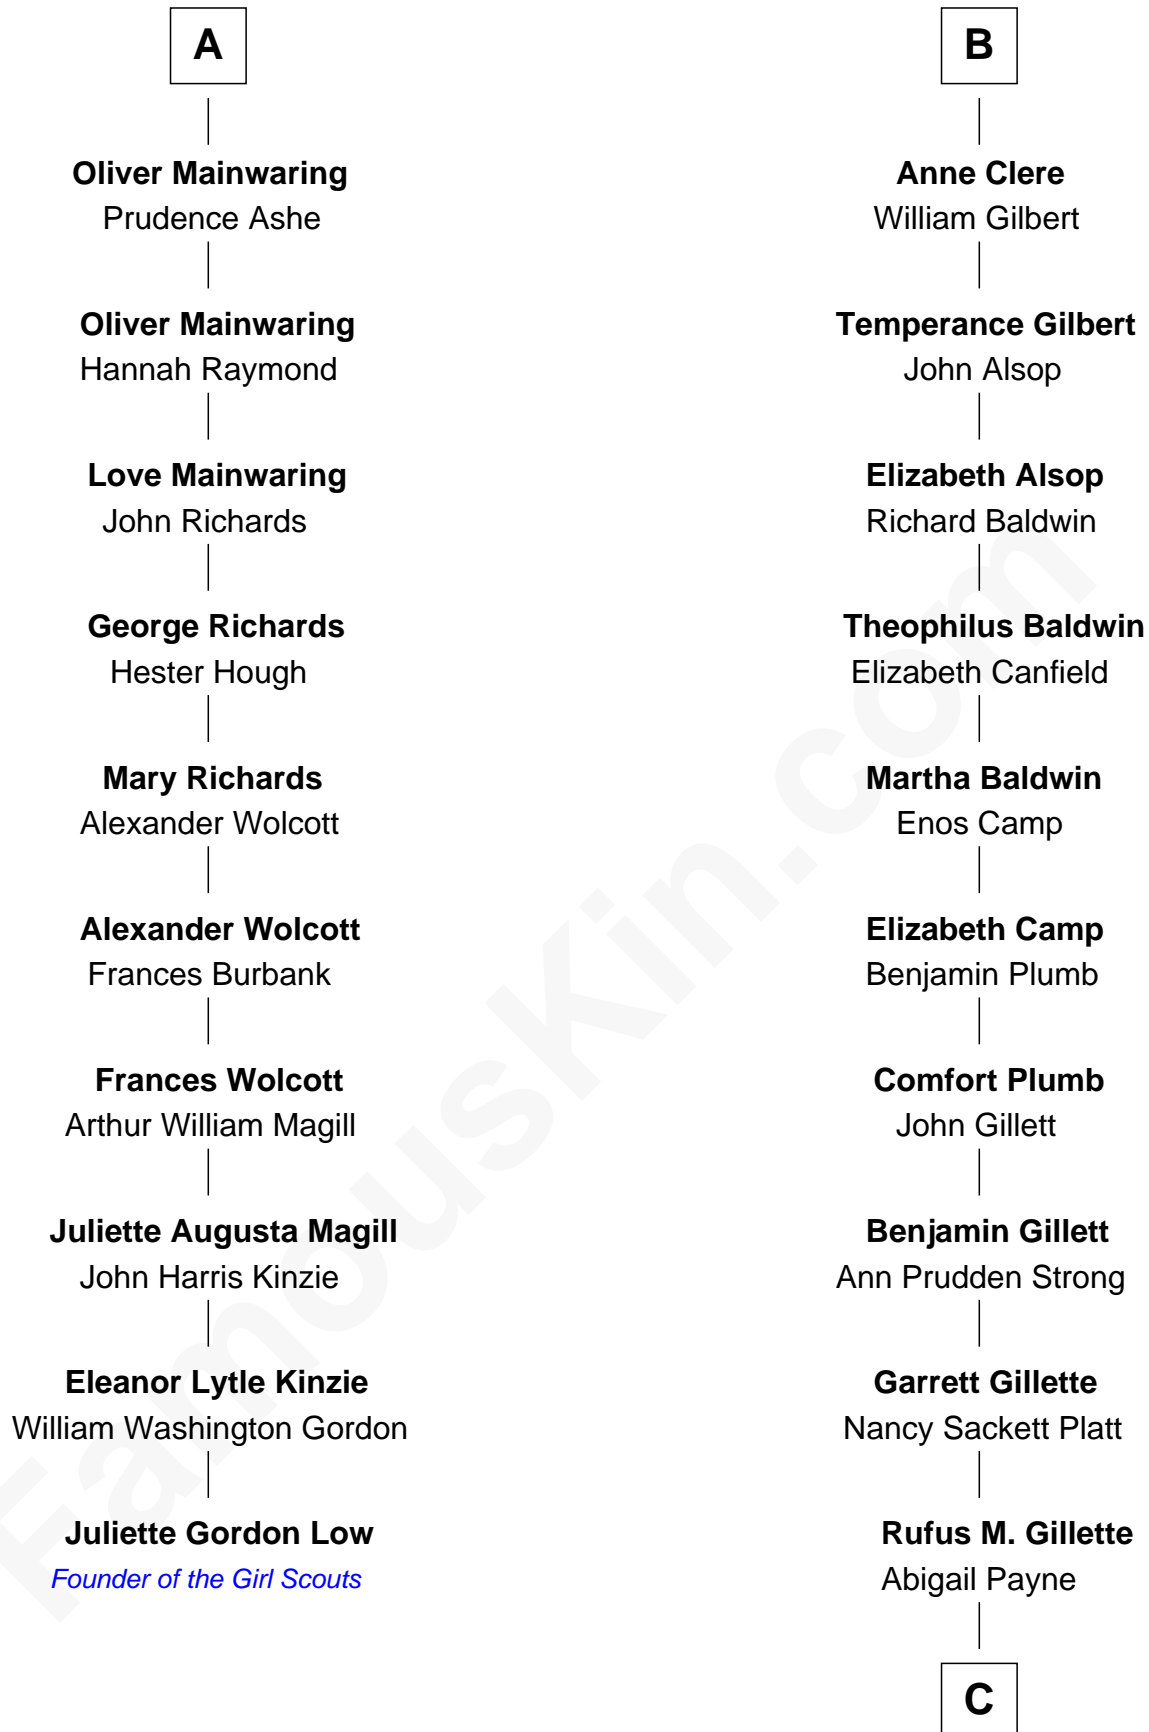 A
Oliver Mainwaring
Prudence Ashe
Oliver Mainwaring
Hannah Raymond
Love Mainwaring
John Richards
George Richards
Hester Hough
Mary Richards
Alexander Wolcott
Alexander Wolcott
Frances Burbank
Frances Wolcott
Arthur William Magill
Juliette Augusta Magill
John Harris Kinzie
Eleanor Lytle Kinzie
William Washington Gordon
Juliette Gordon Low
Founder of the Girl Scouts
B
Anne Clere
William Gilbert
Temperance Gilbert
John Alsop
Elizabeth Alsop
Richard Baldwin
Theophilus Baldwin
Elizabeth Canfield
Martha Baldwin
Enos Camp
Elizabeth Camp
Benjamin Plumb
Comfort Plumb
John Gillett
Benjamin Gillett
Ann Prudden Strong
Garrett Gillette
Nancy Sackett Platt
Rufus M. Gillette
Abigail Payne
C
FamousKin.com